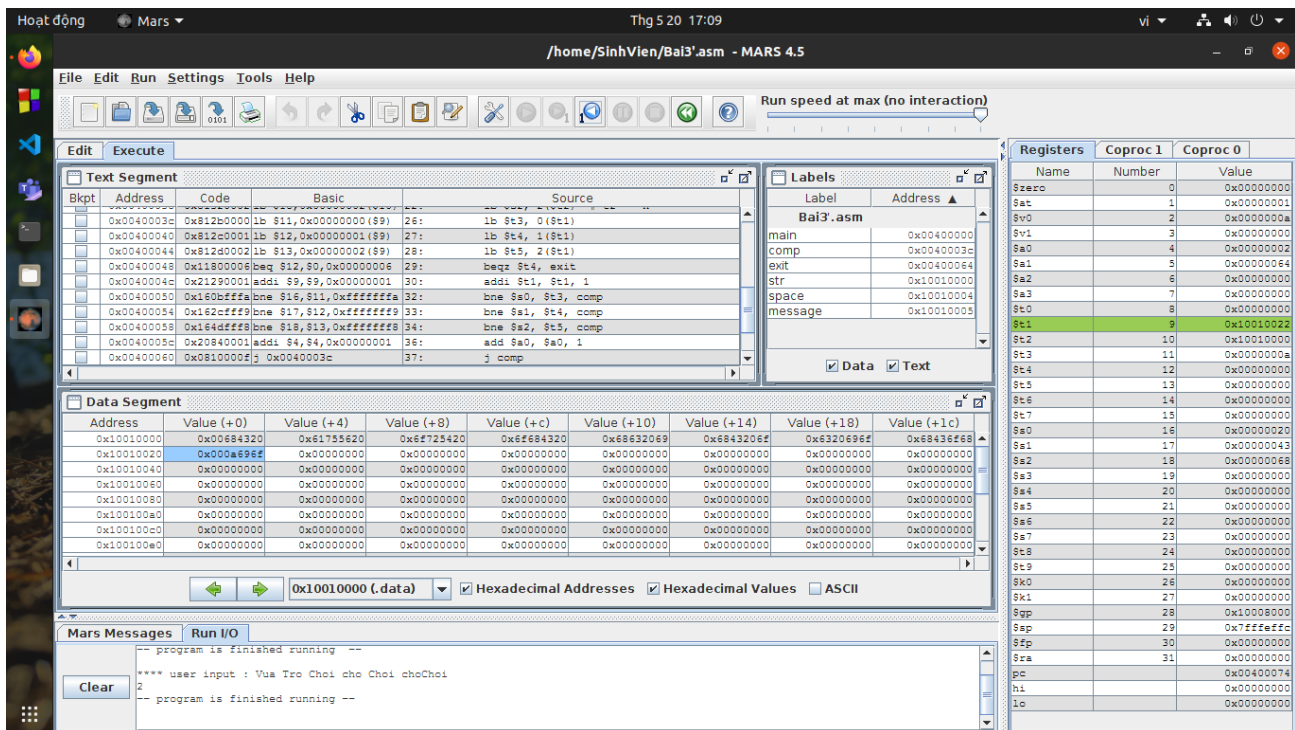 Hoạt động Mars Thg 5 20 17:09 vi
/home/SinhVien/Bai3'.asm - MARS 4.5
File Edit Run Settings Tools Help
Run speed at max (no interaction)
Edit Execute
Text Segment
Bkpt Address Code Basic Source
0x0040003c 0x812b0000 lb $11,0x00000000($9) 26: lb $t3, 0($t1)
0x00400040 0x812c0001 lb $12,0x00000001($9) 27: lb $t4, 1($t1)
0x00400044 0x812d0002 lb $13,0x00000002($9) 28: lb $t5, 2($t1)
0x00400048 0x11800006 beq $12,$0,0x00000006 29: beqz $t4, exit
0x0040004c 0x21290001 addi $9,$9,0x00000001 30: addi $t1, $t1, 1
0x00400050 0x160bfffa bne $16,$11,0xfffffffa 32: bne $s0, $t3, comp
0x00400054 0x162cfff9 bne $17,$12,0xfffffff9 33: bne $s1, $t4, comp
0x00400058 0x164dfff8 bne $18,$13,0xfffffff8 34: bne $s2, $t5, comp
0x0040005c 0x20840001 addi $4,$4,0x00000001 36: add $a0, $a0, 1
0x00400060 0x0810000f j 0x0040003c 37: j comp
Labels
Label Address ▲
Bai3'.asm
main 0x00400000
comp 0x0040003c
exit 0x00400064
str 0x10010000
space 0x10010004
message 0x10010005
Data Text
Data Segment
Address Value (+0) Value (+4) Value (+8) Value (+c) Value (+10) Value (+14) Value (+18) Value (+1c)
0x10010000 0x00684320 0x61755620 0x6f725420 0x6f684320 0x68632069 0x6843206f 0x6320696f 0x68436f68
0x10010020 0x000a696f 0x00000000 0x00000000 0x00000000 0x00000000 0x00000000 0x00000000 0x00000000
0x10010040 0x00000000 0x00000000 0x00000000 0x00000000 0x00000000 0x00000000 0x00000000 0x00000000
0x10010060 0x00000000 0x00000000 0x00000000 0x00000000 0x00000000 0x00000000 0x00000000 0x00000000
0x10010080 0x00000000 0x00000000 0x00000000 0x00000000 0x00000000 0x00000000 0x00000000 0x00000000
0x100100a0 0x00000000 0x00000000 0x00000000 0x00000000 0x00000000 0x00000000 0x00000000 0x00000000
0x100100c0 0x00000000 0x00000000 0x00000000 0x00000000 0x00000000 0x00000000 0x00000000 0x00000000
0x100100e0 0x00000000 0x00000000 0x00000000 0x00000000 0x00000000 0x00000000 0x00000000 0x00000000
0x10010000 (.data) Hexadecimal Addresses Hexadecimal Values ASCII
Mars Messages Run I/O
-- program is finished running --
**** user input : Vua Tro Choi cho Choi choChoi
2
-- program is finished running --
Clear
Registers Coproc 1 Coproc 0
Name Number Value
$zero 0 0x00000000
$at 1 0x00000001
$v0 2 0x0000000a
$v1 3 0x00000000
$a0 4 0x00000002
$a1 5 0x00000064
$a2 6 0x00000000
$a3 7 0x00000000
$t0 8 0x00000000
$t1 9 0x10010022
$t2 10 0x10010000
$t3 11 0x0000000a
$t4 12 0x00000000
$t5 13 0x00000000
$t6 14 0x00000000
$t7 15 0x00000000
$s0 16 0x00000020
$s1 17 0x00000043
$s2 18 0x00000068
$s3 19 0x00000000
$s4 20 0x00000000
$s5 21 0x00000000
$s6 22 0x00000000
$s7 23 0x00000000
$t8 24 0x00000000
$t9 25 0x00000000
$k0 26 0x00000000
$k1 27 0x00000000
$gp 28 0x10008000
$sp 29 0x7fffeffc
$fp 30 0x00000000
$ra 31 0x00000000
pc 0x00400074
hi 0x00000000
lo 0x00000000